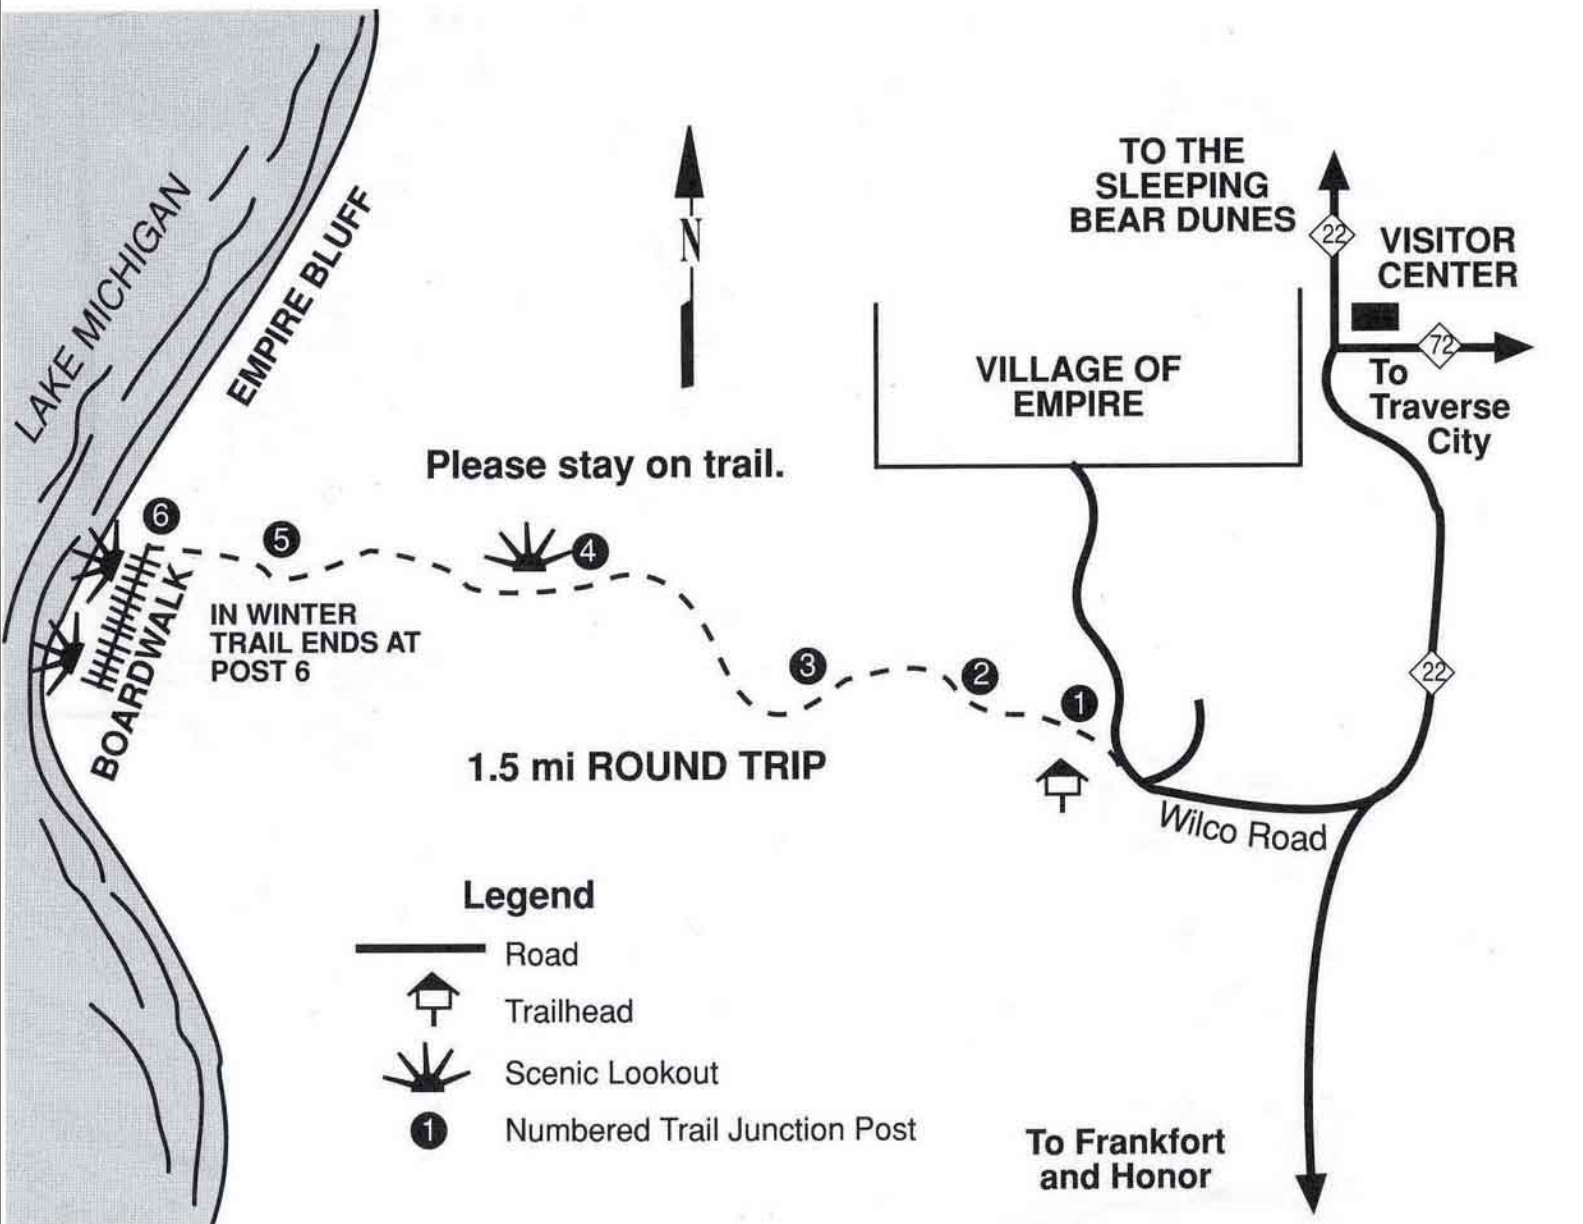 TO THE
SLEEPING
BEAR DUNES
22
VISITOR
CENTER
72
To
Traverse
City
LAKE MICHIGAN
EMPIRE BLUFF
N
VILLAGE OF
EMPIRE
Please stay on trail.
6
5
4
IN WINTER
TRAIL ENDS AT
POST 6
BOARDWALK
3
2
1
22
1.5 mi ROUND TRIP
Wilco Road
Legend
Road
Trailhead
Scenic Lookout
1
Numbered Trail Junction Post
To Frankfort
and Honor